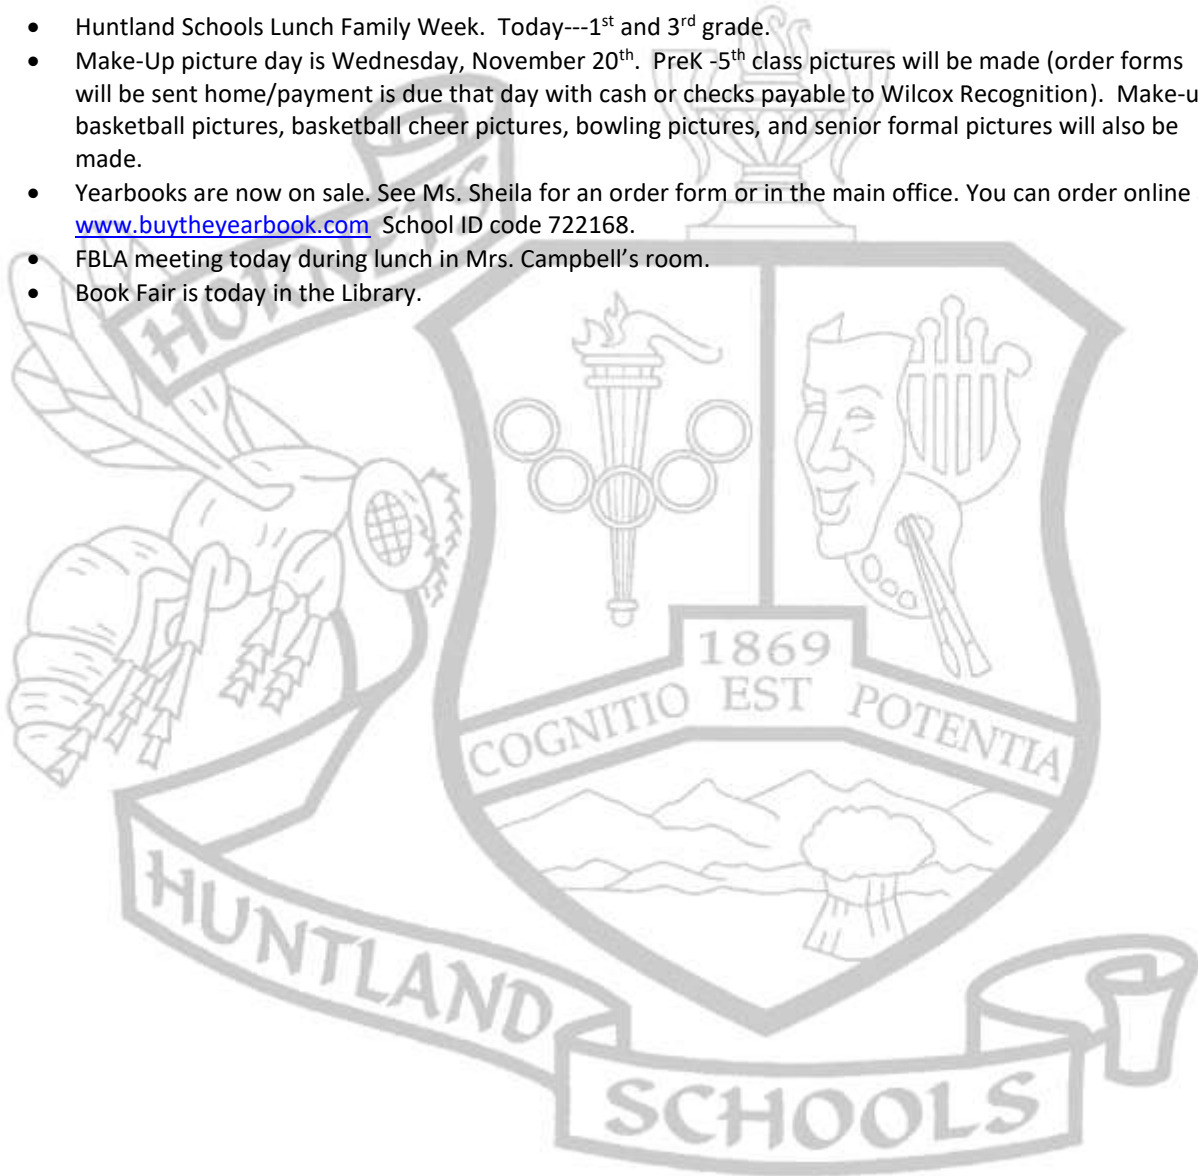 • Huntland Schools Lunch Family Week.  Today---1st and 3rd grade.
• Make-Up picture day is Wednesday, November 20th.  PreK -5th class pictures will be made (order forms
will be sent home/payment is due that day with cash or checks payable to Wilcox Recognition).  Make-u
basketball pictures, basketball cheer pictures, bowling pictures, and senior formal pictures will also be
made.
• Yearbooks are now on sale. See Ms. Sheila for an order form or in the main office. You can order online
www.buytheyearbook.com  School ID code 722168.
• FBLA meeting today during lunch in Mrs. Campbell’s room.
• Book Fair is today in the Library.
HORNETS
1869
COGNITIO EST POTENTIA
HUNTLAND
SCHOOLS